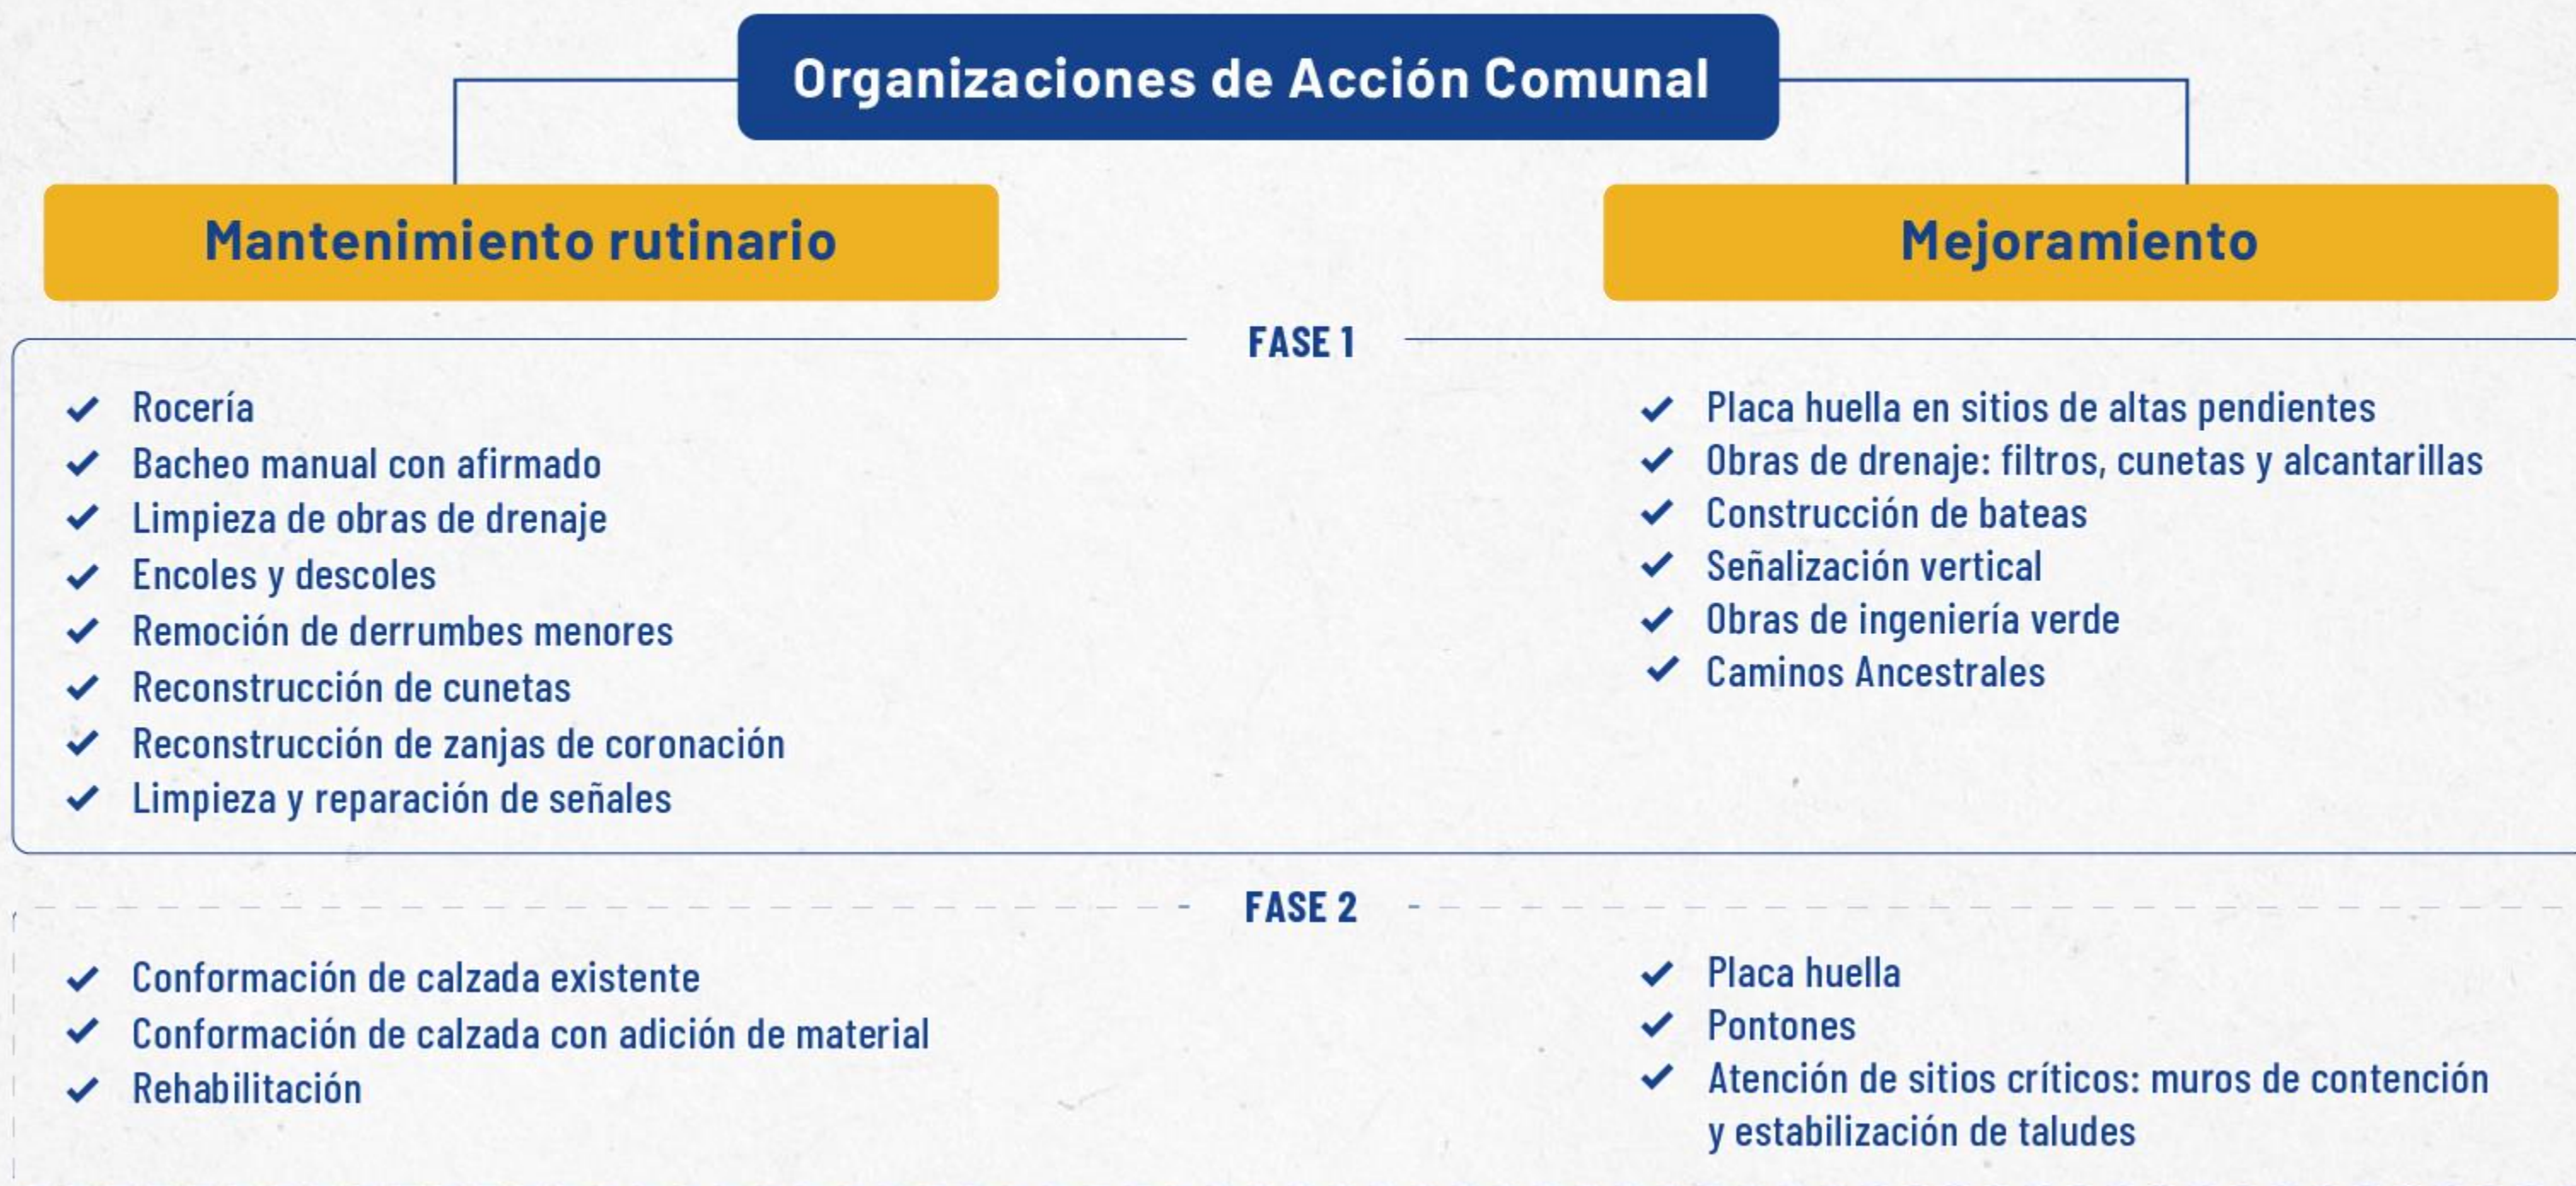 Organizaciones de Acción Comunal
Mantenimiento rutinario
Mejoramiento
FASE 1
Rocería
Bacheo manual con afirmado
Limpieza de obras de drenaje
Encoles y descoles
Remoción de derrumbes menores
Reconstrucción de cunetas
Reconstrucción de zanjas de coronación
Limpieza y reparación de señales
Placa huella en sitios de altas pendientes
Obras de drenaje: filtros, cunetas y alcantarillas
Construcción de bateas
Señalización vertical
Obras de ingeniería verde
Caminos Ancestrales
FASE 2
Conformación de calzada existente
Conformación de calzada con adición de material
Rehabilitación
Placa huella
Pontones
Atención de sitios críticos: muros de contención
y estabilización de taludes